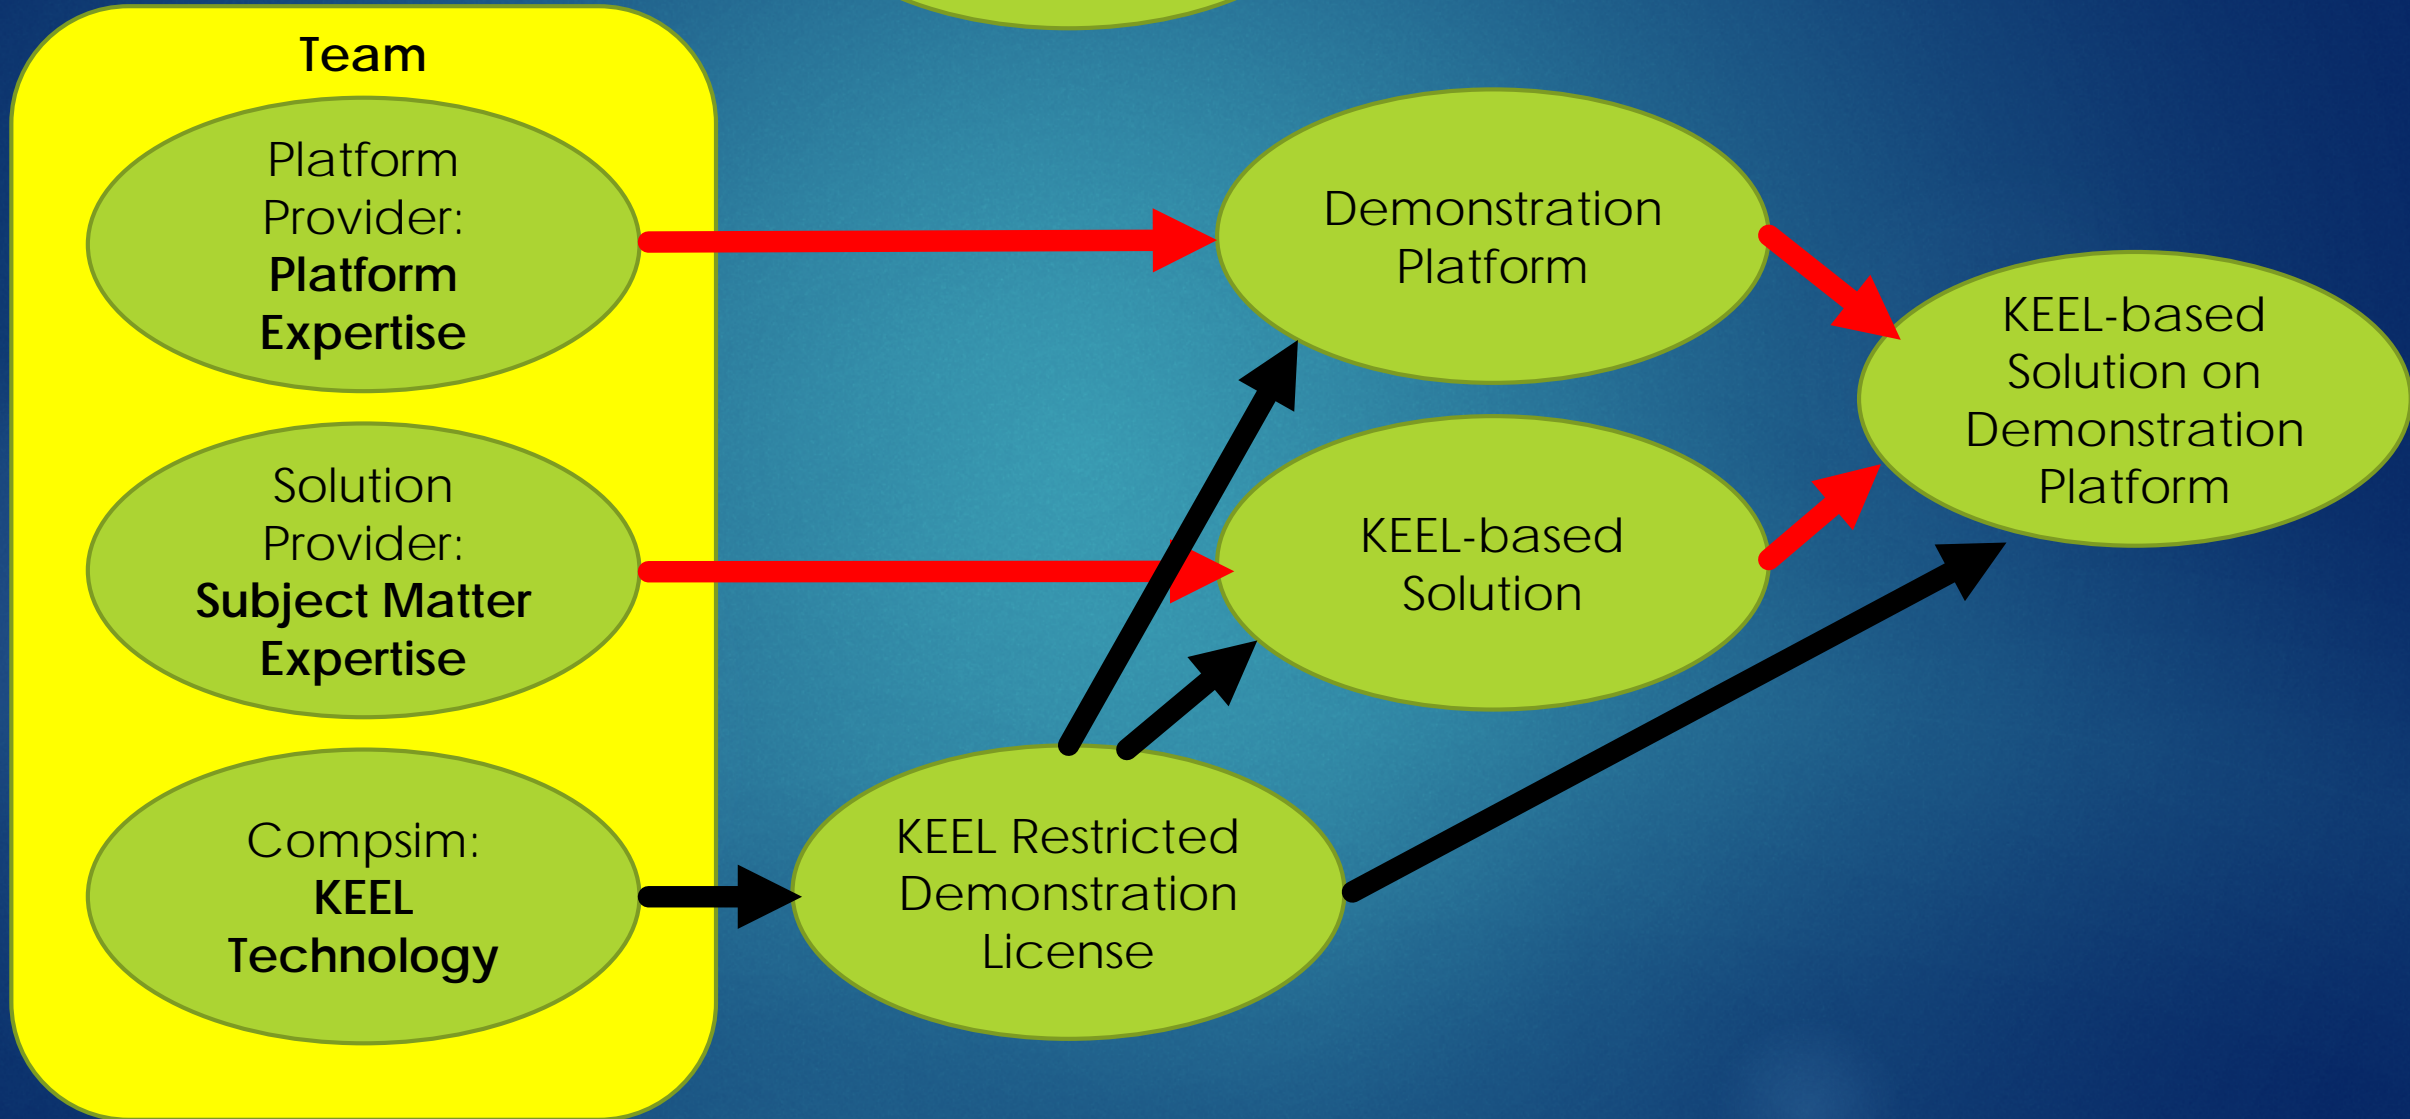 Team
Platform
Provider:
Platform
Expertise
Solution
Provider:
Subject Matter
Expertise
Compsim:
KEEL
Technology
KEEL Restricted
Demonstration
License
Demonstration
Platform
KEEL-based
Solution
KEEL-based
Solution on
Demonstration
Platform